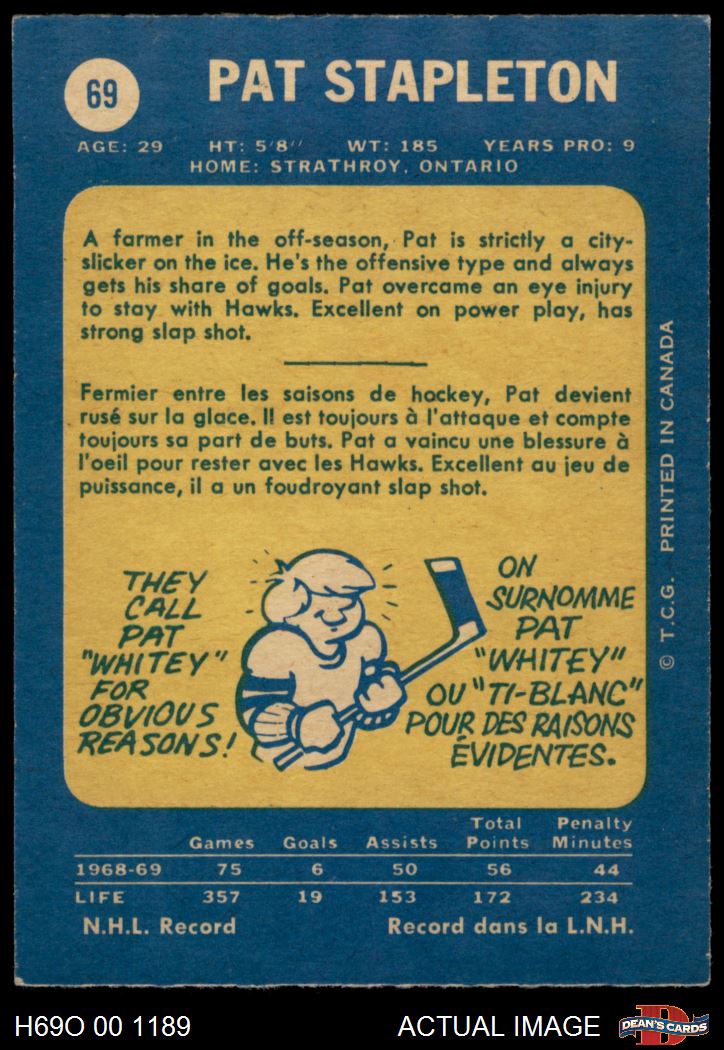 69
PAT STAPLETON
AGE: 29 HT: 5'8'' WT: 185 YEARS PRO: 9
HOME: STRATHROY, ONTARIO
A farmer in the off-season, Pat is strictly a city-
slicker on the ice. He's the offensive type and always
gets his share of goals. Pat overcame an eye injury
to stay with Hawks. Excellent on power play, has
strong slap shot.
Fermier entre les saisons de hockey, Pat devient
rusé sur la glace. Il est toujours à l'attaque et compte
toujours sa part de buts. Pat a vaincu une blessure à
l'oeil pour rester avec les Hawks. Excellent au jeu de
puissance, il a un foudroyant slap shot.
THEY
CALL
PAT
"WHITEY"
FOR
OBVIOUS
REASONS!
ON
SURNOMME
PAT
"WHITEY"
OU "TI-BLANC"
POUR DES RAISONS
ÉVIDENTES.
© T.C.G. PRINTED IN CANADA
Games Goals Assists Total Points Penalty Minutes
1968-69 75 6 50 56 44
LIFE 357 19 153 172 234
N.H.L. Record Record dans la L.N.H.
H69O 00 1189 ACTUAL IMAGE
D
DEAN'S CARDS